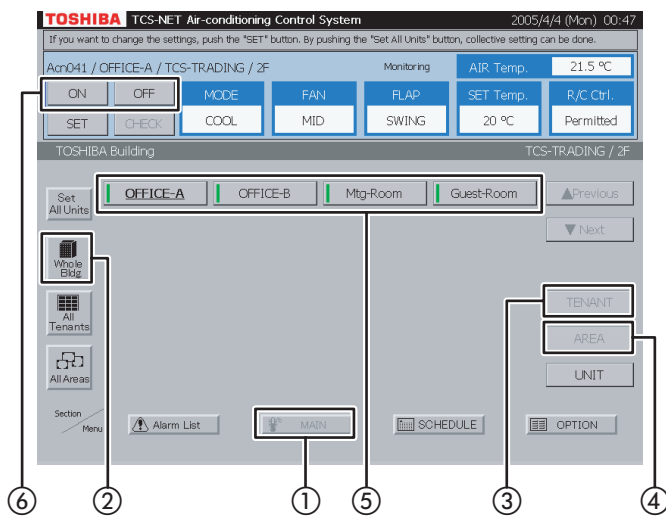 TOSHIBA TCS-NET Air-conditioning Control System 2005/4/4 (Mon) 00:47
If you want to change the settings, push the "SET" button. By pushing the "Set All Units" button, collective setting can be done.
Acn041 / OFFICE-A / TCS-TRADING / 2F Monitoring AIR Temp. 21.5 ºC
ON OFF MODE FAN FLAP SET Temp. R/C Ctrl.
SET CHECK COOL MID SWING 20 ºC Permitted
TOSHIBA Building TCS-TRADING / 2F
Set
All Units
OFFICE-A OFFICE-B Mtg-Room Guest-Room ▲Previous
▼Next
Whole
Bldg
All
Tenants
TENANT
AREA
All Areas
UNIT
Section
Menu
Alarm List MAIN SCHEDULE OPTION
⑥ ② ① ⑤ ③ ④